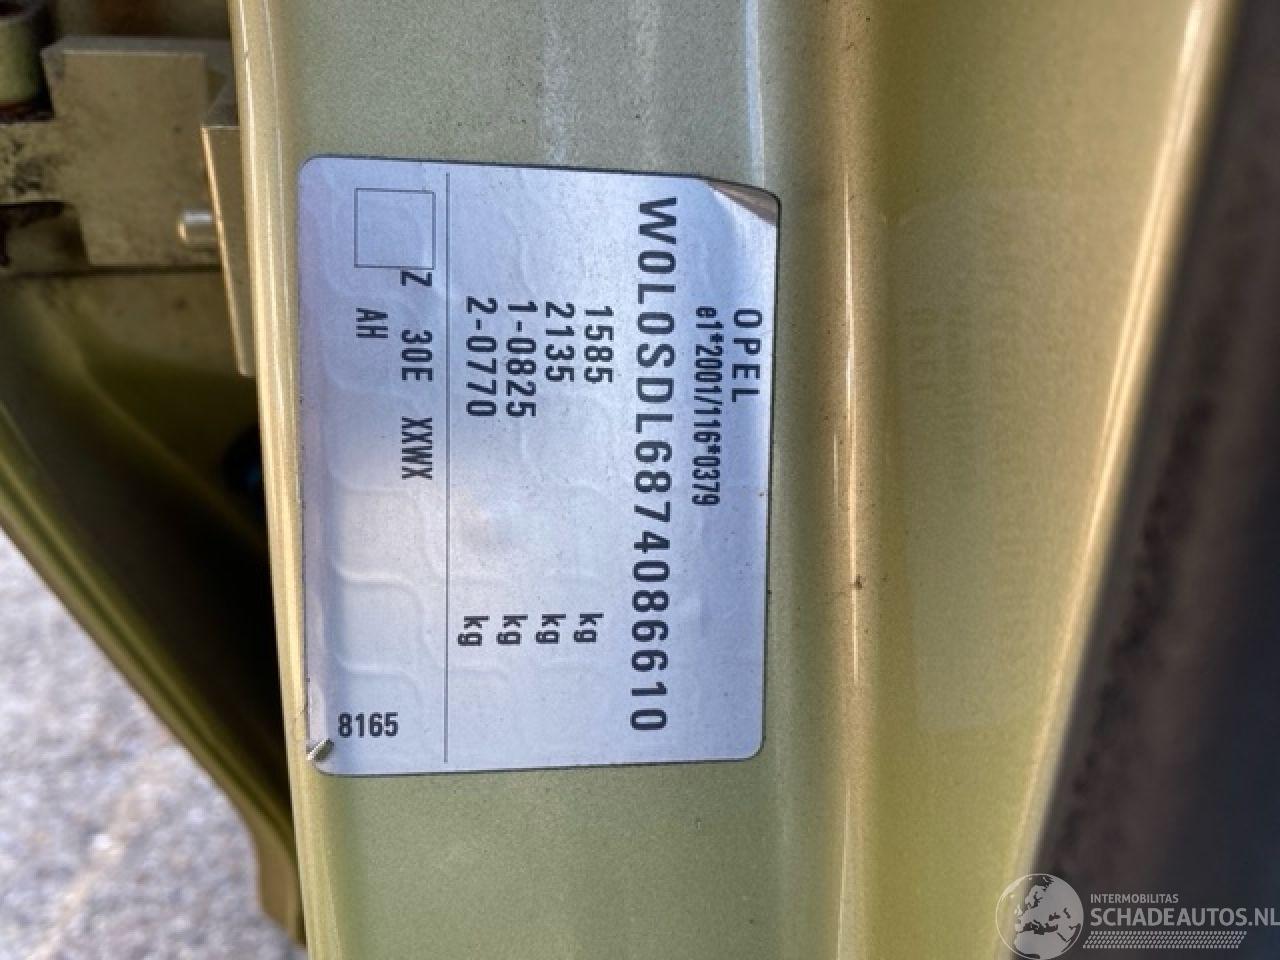 OPEL
e1*2001/116*0379
W0L0SDL6874086610
1585 kg
2135 kg
1-0825 kg
2-0770 kg
Z 30E XXWX
AH
8165
INTERMOBILITAS
SCHADEAUTOS.NL